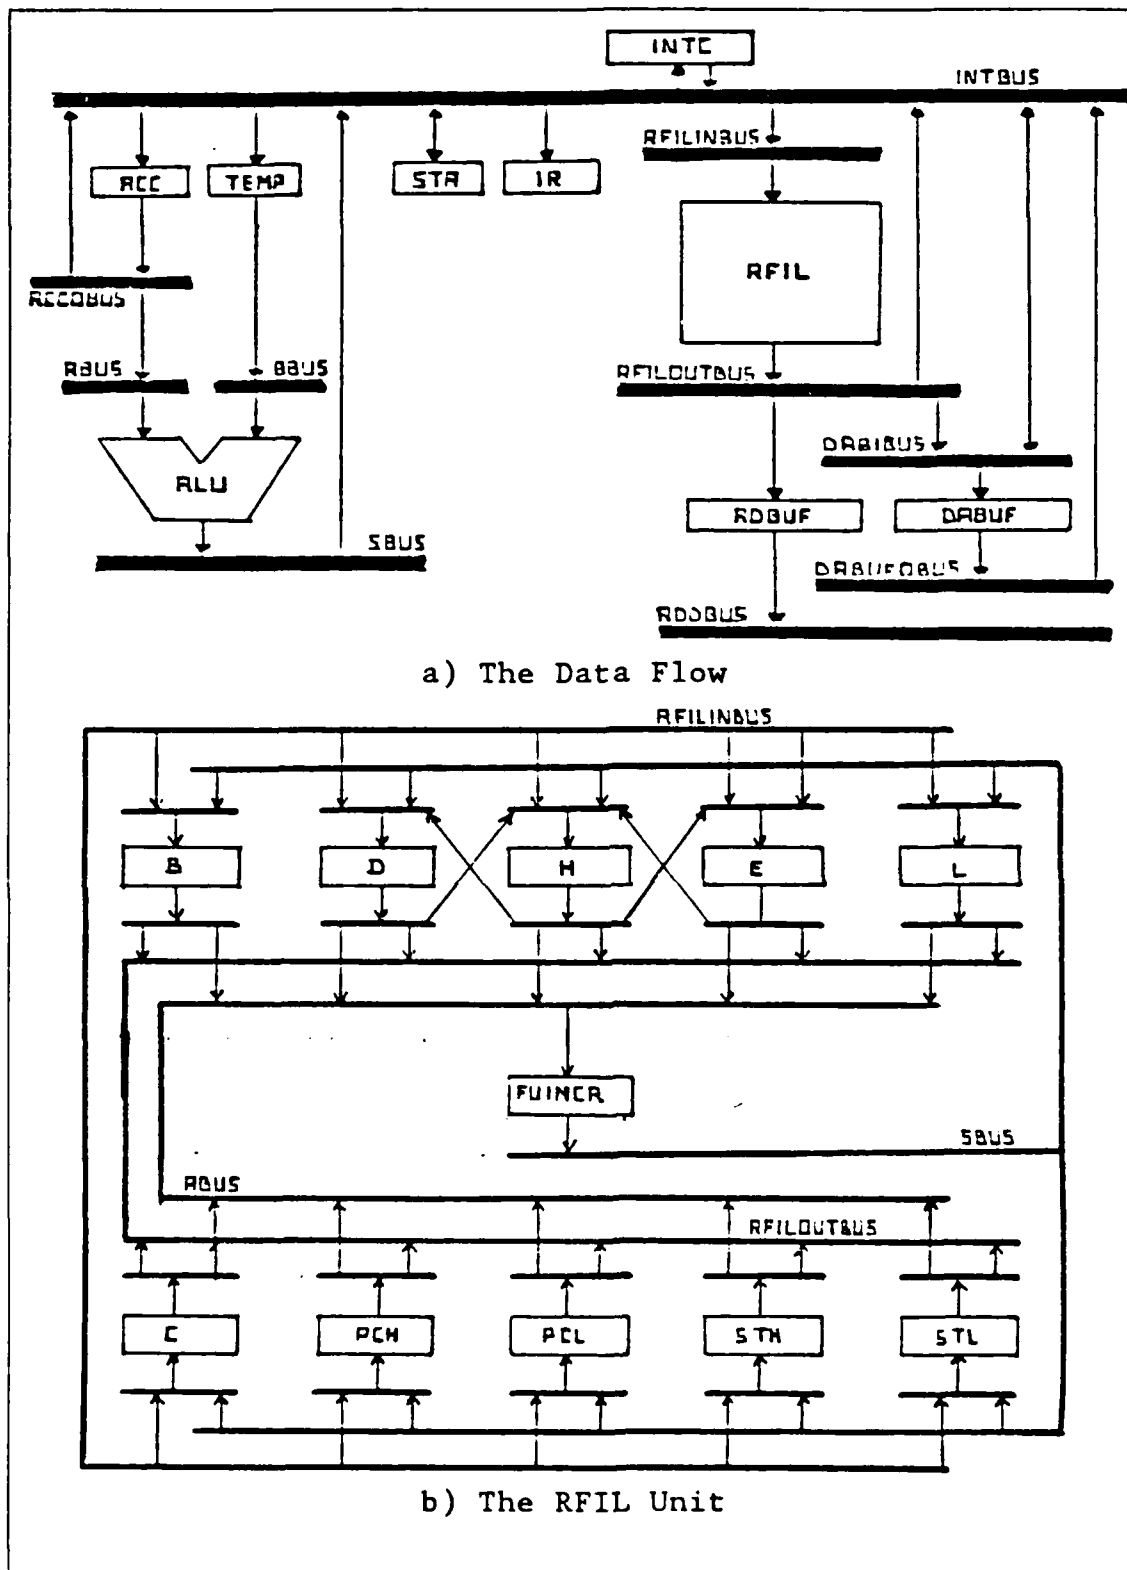 INTC
INTBUS
RFILINBUS
ACC
TEMP
STA
IR
RFIL
ACCOBUS
ABUS
BBUS
RFILOUTBUS
DABIBUS
ALU
ADBUF
DABUF
SBUS
DABUFOBUS
ADOBUS
a) The Data Flow
RFILINBUS
B
D
H
E
L
FUINCR
SBUS
ABUS
RFILOUTBUS
C
PCH
PCL
STH
STL
b) The RFIL Unit